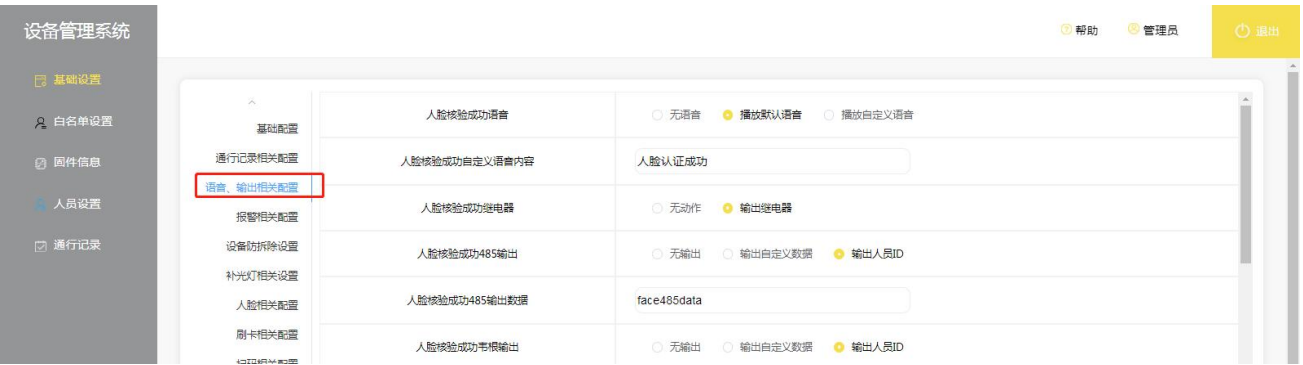 设备管理系统
帮助 管理员 退出
基础设置
白名单设置
固件信息
人员设置
通行记录
基础配置
通行记录相关配置
语音、输出相关配置
报警相关配置
设备防拆除设置
补光灯相关设置
人脸相关配置
刷卡相关配置
扫码相关配置
人脸核验成功语音 无语音 播放默认语音 播放自定义语音
人脸核验成功自定义语音内容 人脸认证成功
人脸核验成功继电器 无动作 输出继电器
人脸核验成功485输出 无输出 输出自定义数据 输出人员ID
人脸核验成功485输出数据 face485data
人脸核验成功韦根输出 无输出 输出自定义数据 输出人员ID